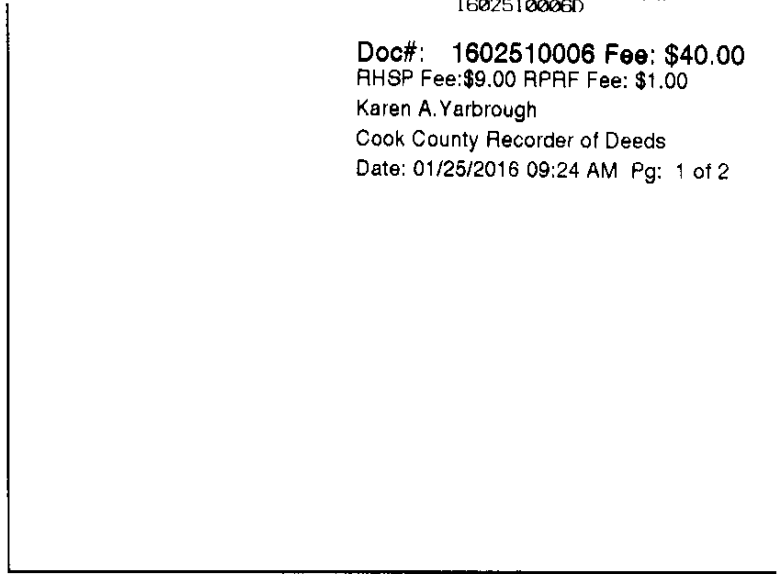 1602510006D
Doc#: 1602510006 Fee: $40.00
RHSP Fee:$9.00 RPRF Fee: $1.00
Karen A.Yarbrough
Cook County Recorder of Deeds
Date: 01/25/2016 09:24 AM Pg: 1 of 2